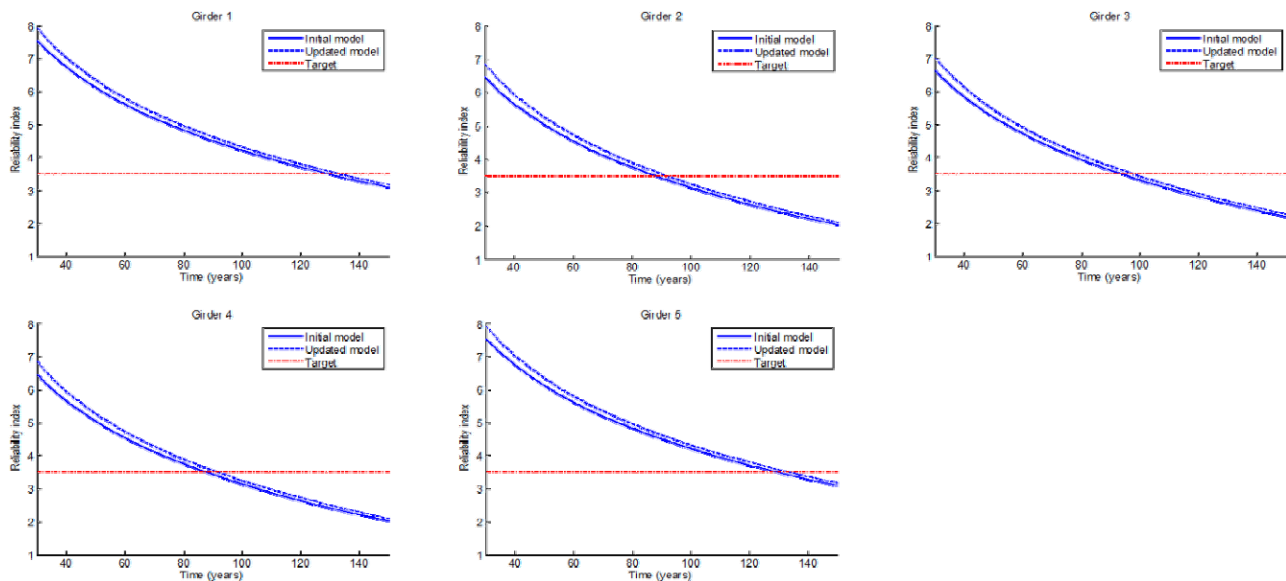 Girder 1
Reliability index
8
7
6
5
4
3
2
1
Initial model
Updated model
Target
40 60 80 100 120 140
Time (years)
Girder 2
Reliability index
8
7
6
5
4
3
2
1
Initial model
Updated model
Target
40 60 80 100 120 140
Time (years)
Girder 3
Reliability index
8
7
6
5
4
3
2
1
Initial model
Updated model
Target
40 60 80 100 120 140
Time (years)
Girder 4
Reliability index
8
7
6
5
4
3
2
1
Initial model
Updated model
Target
40 60 80 100 120 140
Time (years)
Girder 5
Reliability index
8
7
6
5
4
3
2
1
Initial model
Updated model
Target
40 60 80 100 120 140
Time (years)